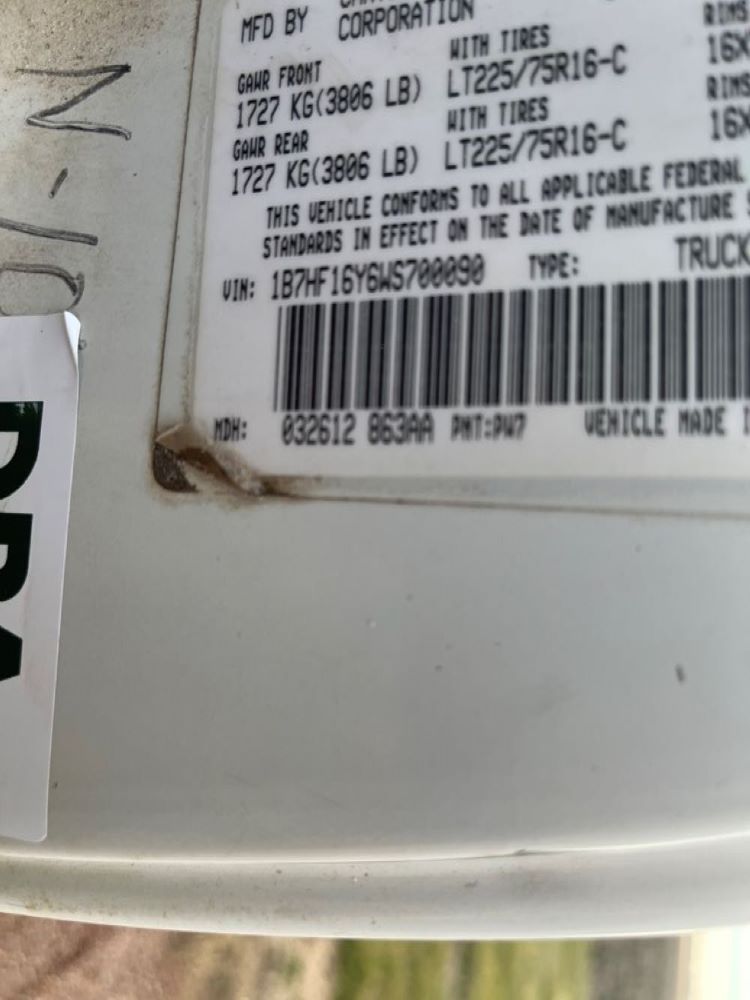 MFD BY
CORPORATION
GAWR FRONT
WITH TIRES
RIMS
1727 KG(3806 LB)
LT225/75R16-C
16X
GAWR REAR
WITH TIRES
RIMS
1727 KG(3806 LB)
LT225/75R16-C
16X
THIS VEHICLE CONFORMS TO ALL APPLICABLE FEDERAL
STANDARDS IN EFFECT ON THE DATE OF MANUFACTURE
VIN: 1B7HF16Y6WS700090 TYPE: TRUCK
MDH: 032612 863AA PNT:PW7 VEHICLE MADE I